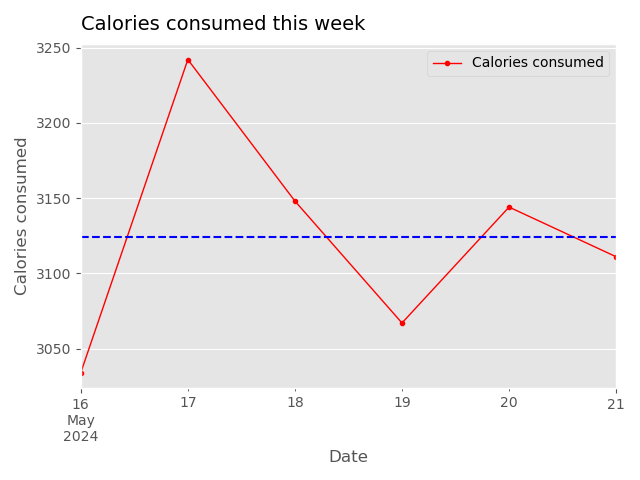 Calories consumed this week
Calories consumed
3250
3200
3150
3100
3050
Calories consumed
16
May
2024
17
18
19
20
21
Date